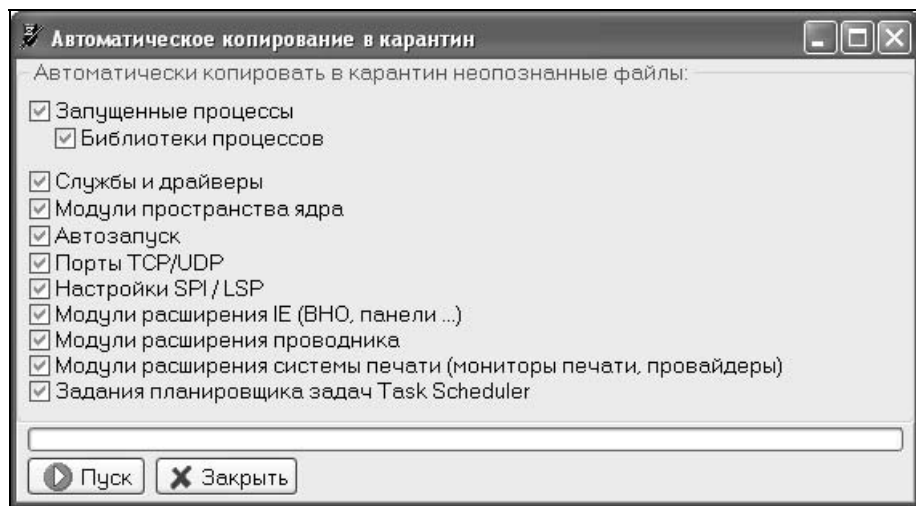 Автоматическое копирование в карантин
Автоматически копировать в карантин неопознанные файлы:
Запущенные процессы
Библиотеки процессов
Службы и драйверы
Модули пространства ядра
Автозапуск
Порты TCP/UDP
Настройки SPI / LSP
Модули расширения IE (BHO, панели ...)
Модули расширения проводника
Модули расширения системы печати (мониторы печати, провайдеры)
Задания планировщика задач Task Scheduler
Пуск Закрыть